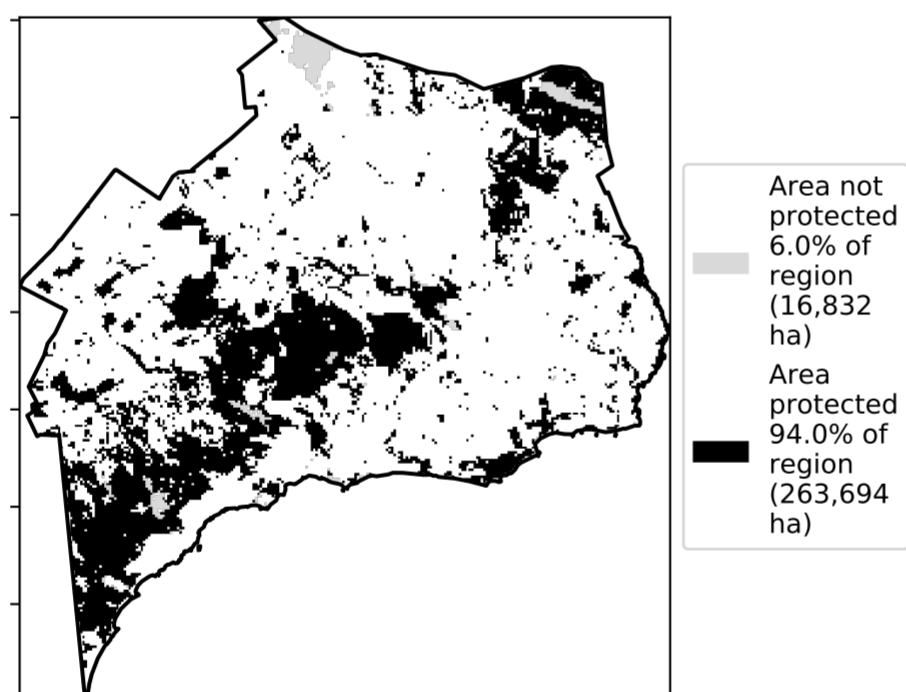 Area not
protected
6.0% of
region
(16,832
ha)
Area
protected
94.0% of
region
(263,694
ha)